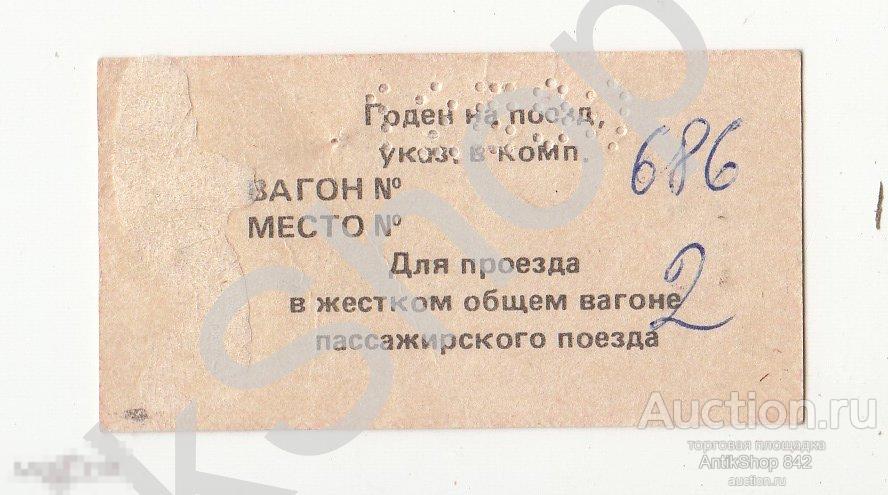 Годен на поезд,
указ. в комп.
686
ВАГОН №
МЕСТО №
Для проезда
в жестком общем вагоне
2
пассажирского поезда
Auction.ru
торговая площадка
AntikShop 842
auction.ru